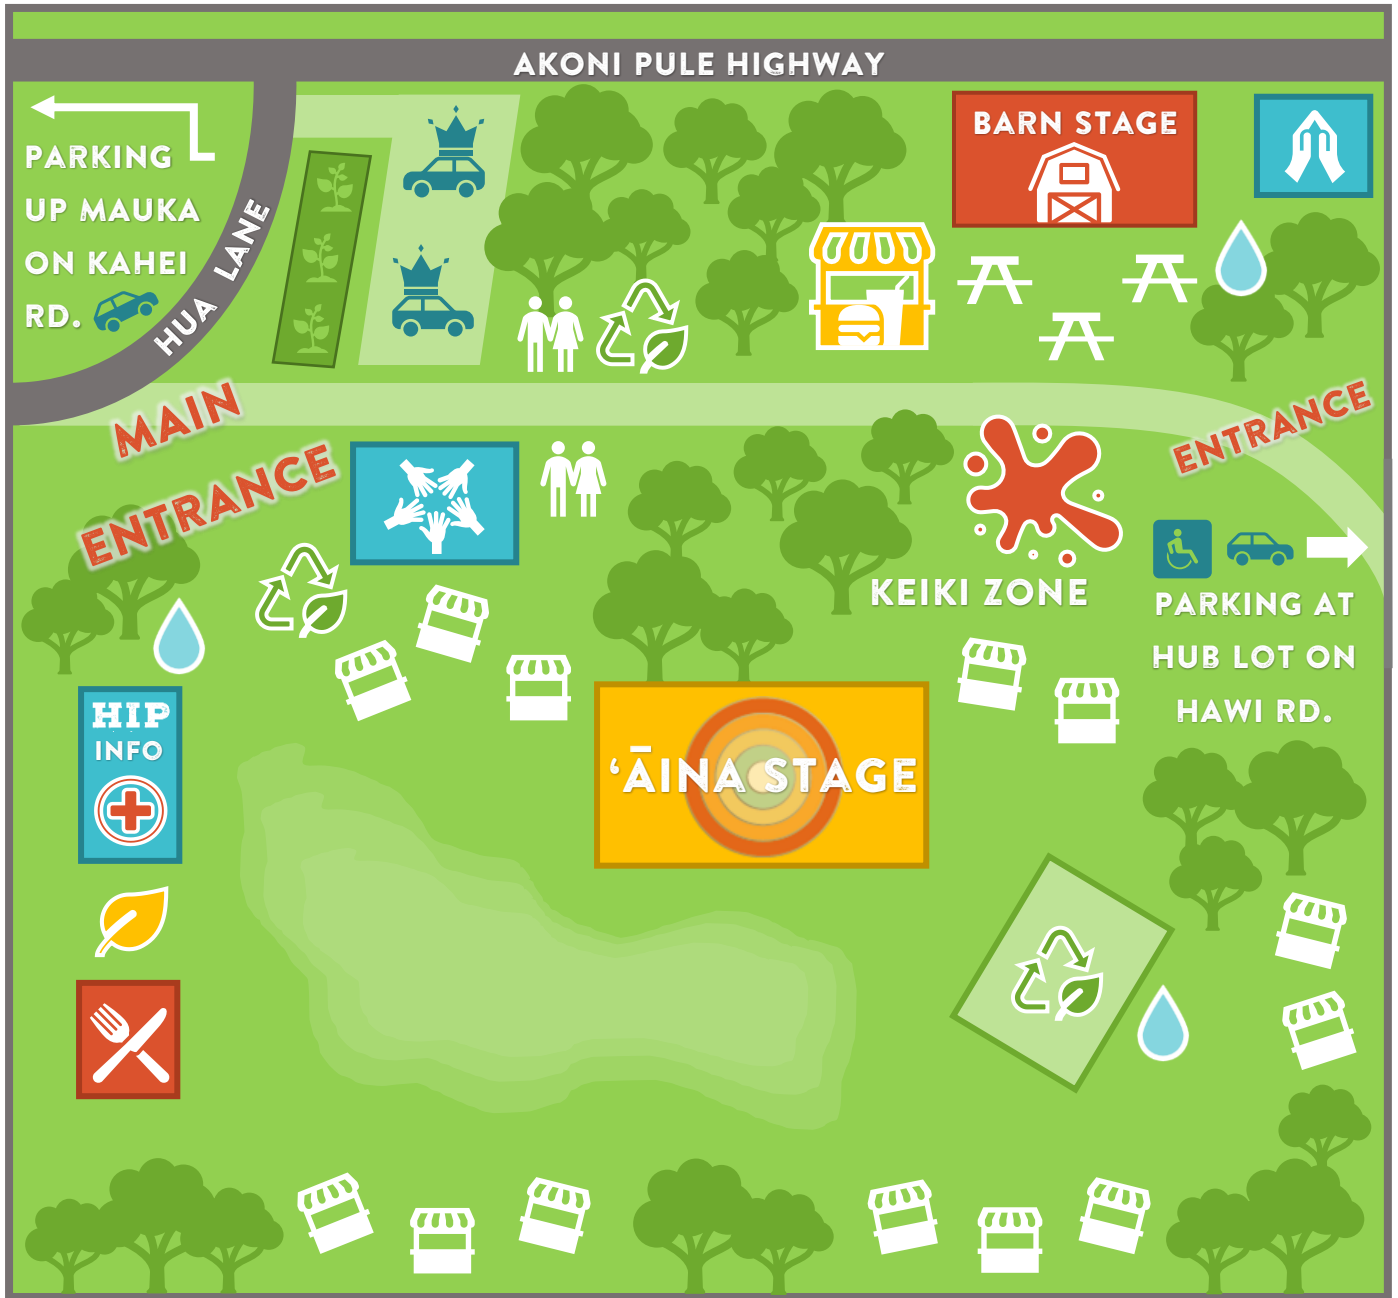 AKONI PULE HIGHWAY
PARKING
UP MAUKA
ON KAHEI
RD.
HUA LANE
BARN STAGE
MAIN
ENTRANCE
ENTRANCE
KEIKI ZONE
PARKING AT
HUB LOT ON
HAWI RD.
HIP
INFO
‘ĀINA STAGE